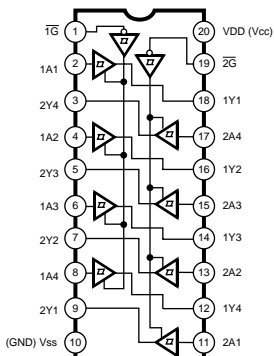 1G 1 20 VDD (Vcc)
1A1 2 19 2G
2Y4 3 18 1Y1
1A2 4 17 2A4
2Y3 5 16 1Y2
1A3 6 15 2A3
2Y2 7 14 1Y3
1A4 8 13 2A2
2Y1 9 12 1Y4
(GND) Vss 10 11 2A1